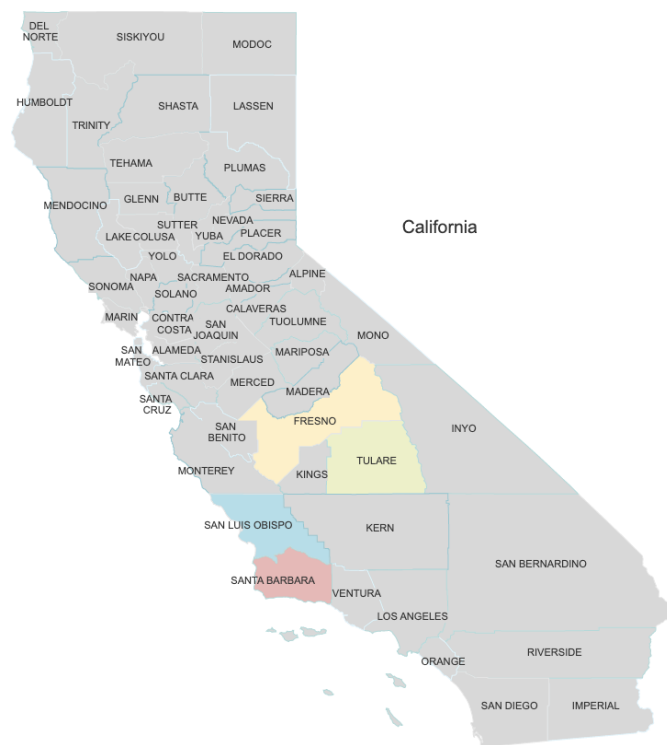 DEL
NORTE
SISKIYOU
MODOC
HUMBOLDT
TRINITY
SHASTA
LASSEN
TEHAMA
PLUMAS
MENDOCINO
GLENN
BUTTE
SIERRA
LAKE
COLUSA
SUTTER
YUBA
NEVADA
PLACER
California
YOLO
EL DORADO
SONOMA
NAPA
SACRAMENTO
ALPINE
SOLANO
AMADOR
MARIN
CONTRA
COSTA
SAN
JOAQUIN
CALAVERAS
TUOLUMNE
MONO
SAN
MATEO
ALAMEDA
STANISLAUS
MARIPOSA
SANTA CLARA
MERCED
MADERA
SANTA
CRUZ
SAN
BENITO
FRESNO
INYO
MONTEREY
KINGS
TULARE
SAN LUIS OBISPO
KERN
SAN BERNARDINO
SANTA BARBARA
VENTURA
LOS ANGELES
ORANGE
RIVERSIDE
SAN DIEGO
IMPERIAL